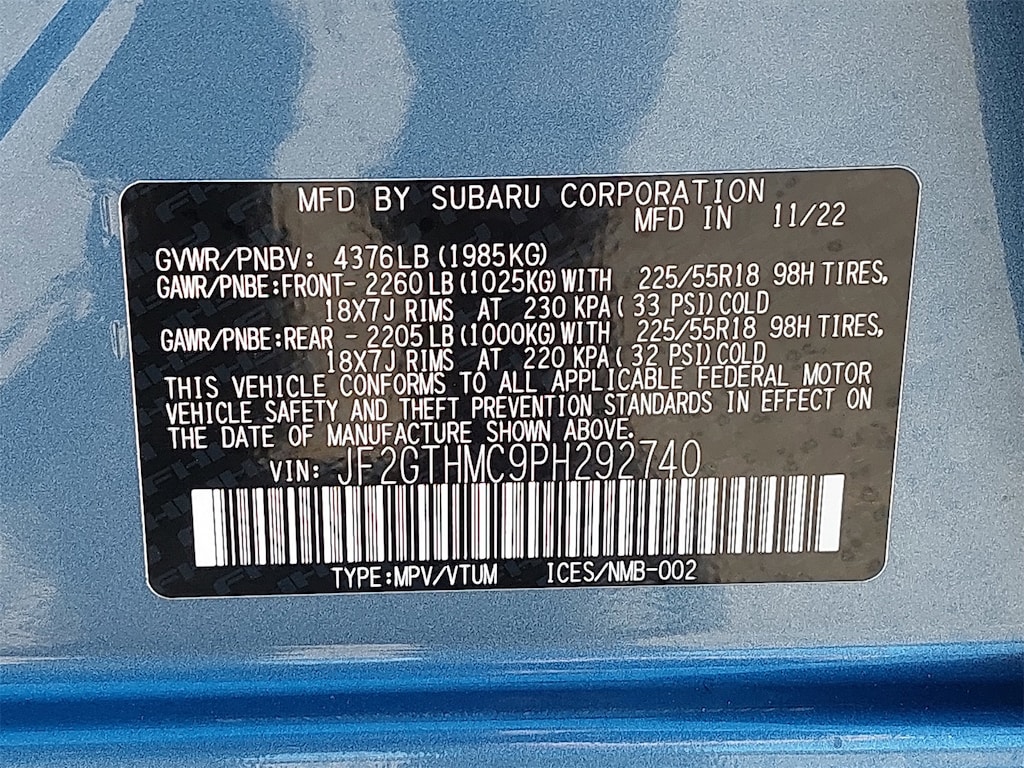 MFD BY SUBARU CORPORATION
MFD IN 11/22
GVWR/PNBV: 4376LB (1985KG)
GAWR/PNBE:FRONT- 2260 LB (1025KG) WITH 225/55R18 98H TIRES,
18X7J RIMS AT 230 KPA( 33 PSI)COLD
GAWR/PNBE:REAR - 2205 LB (1000KG) WITH 225/55R18 98H TIRES,
18X7J RIMS AT 220 KPA( 32 PSI)COLD
THIS VEHICLE CONFORMS TO ALL APPLICABLE FEDERAL MOTOR
VEHICLE SAFETY AND THEFT PREVENTION STANDARDS IN EFFECT ON
THE DATE OF MANUFACTURE SHOWN ABOVE.
VIN: JF2GTHMC9PH292740
TYPE:MPV/VTUM ICES/NMB-002